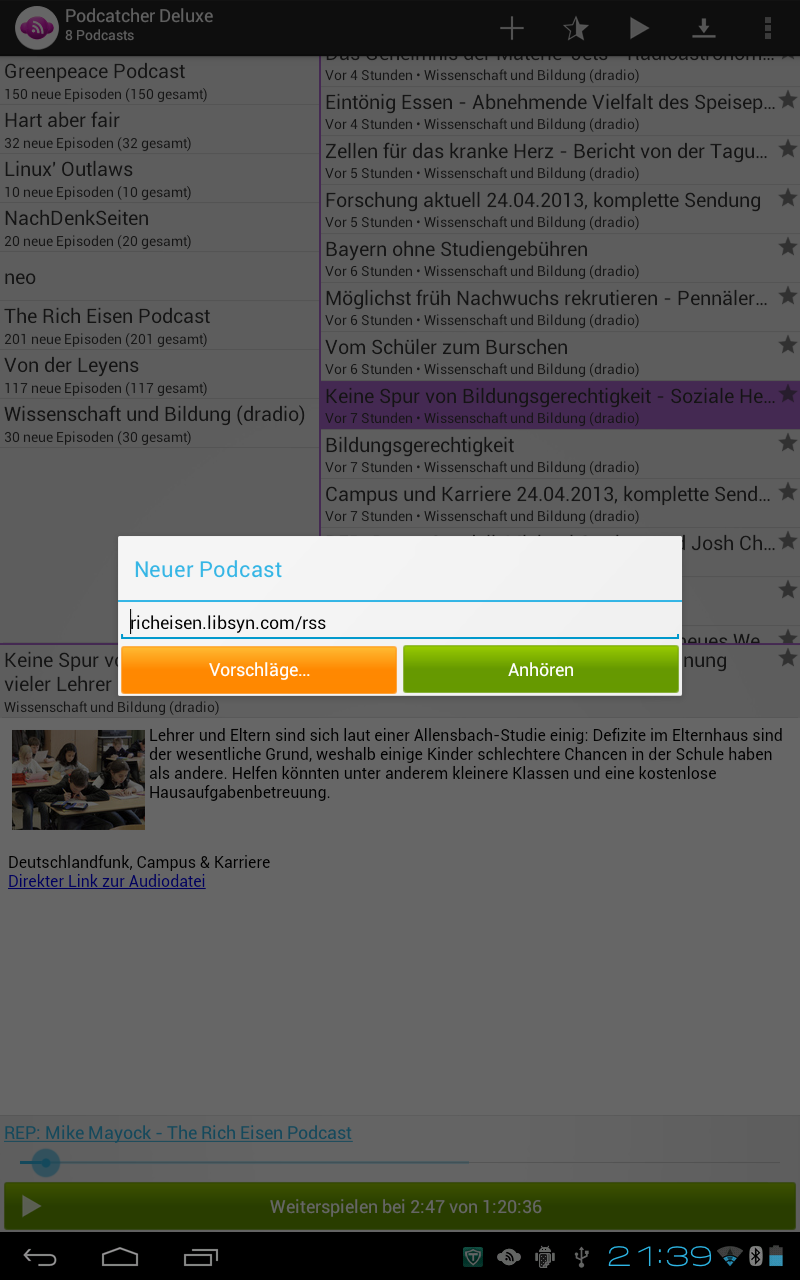 Podcatcher Deluxe
8 Podcasts
Greenpeace Podcast
150 neue Episoden (150 gesamt)
Hart aber fair
32 neue Episoden (32 gesamt)
Linux' Outlaws
10 neue Episoden (10 gesamt)
NachDenkSeiten
20 neue Episoden (20 gesamt)
neo
The Rich Eisen Podcast
201 neue Episoden (201 gesamt)
Von der Leyens
117 neue Episoden (117 gesamt)
Wissenschaft und Bildung (dradio)
30 neue Episoden (30 gesamt)
Das Geheimnis der Materie-Jets - Radioastronom...
Vor 4 Stunden • Wissenschaft und Bildung (dradio)
Eintönig Essen - Abnehmende Vielfalt des Speisep...
Vor 4 Stunden • Wissenschaft und Bildung (dradio)
Zellen für das kranke Herz - Bericht von der Tagu...
Vor 5 Stunden • Wissenschaft und Bildung (dradio)
Forschung aktuell 24.04.2013, komplette Sendung
Vor 5 Stunden • Wissenschaft und Bildung (dradio)
Bayern ohne Studiengebühren
Vor 6 Stunden • Wissenschaft und Bildung (dradio)
Möglichst früh Nachwuchs rekrutieren - Pennäler...
Vor 6 Stunden • Wissenschaft und Bildung (dradio)
Vom Schüler zum Burschen
Vor 6 Stunden • Wissenschaft und Bildung (dradio)
Keine Spur von Bildungsgerechtigkeit - Soziale He...
Vor 7 Stunden • Wissenschaft und Bildung (dradio)
Bildungsgerechtigkeit
Vor 7 Stunden • Wissenschaft und Bildung (dradio)
Campus und Karriere 24.04.2013, komplette Send...
Vor 7 Stunden • Wissenschaft und Bildung (dradio)
Josh Ch...
neues We...
Neuer Podcast
richeisen.libsyn.com/rss
Vorschläge...
Anhören
Keine Spur
vieler Lehrer
Wissenschaft und Bildung (dradio)
Lehrer und Eltern sind sich laut einer Allensbach-Studie einig: Defizite im Elternhaus sind
der wesentliche Grund, weshalb einige Kinder schlechtere Chancen in der Schule haben
als andere. Helfen könnten unter anderem kleinere Klassen und eine kostenlose
Hausaufgabenbetreuung.
Deutschlandfunk, Campus & Karriere
Direkter Link zur Audiodatei
REP: Mike Mayock - The Rich Eisen Podcast
Weiterspielen bei 2:47 von 1:20:36
21:39